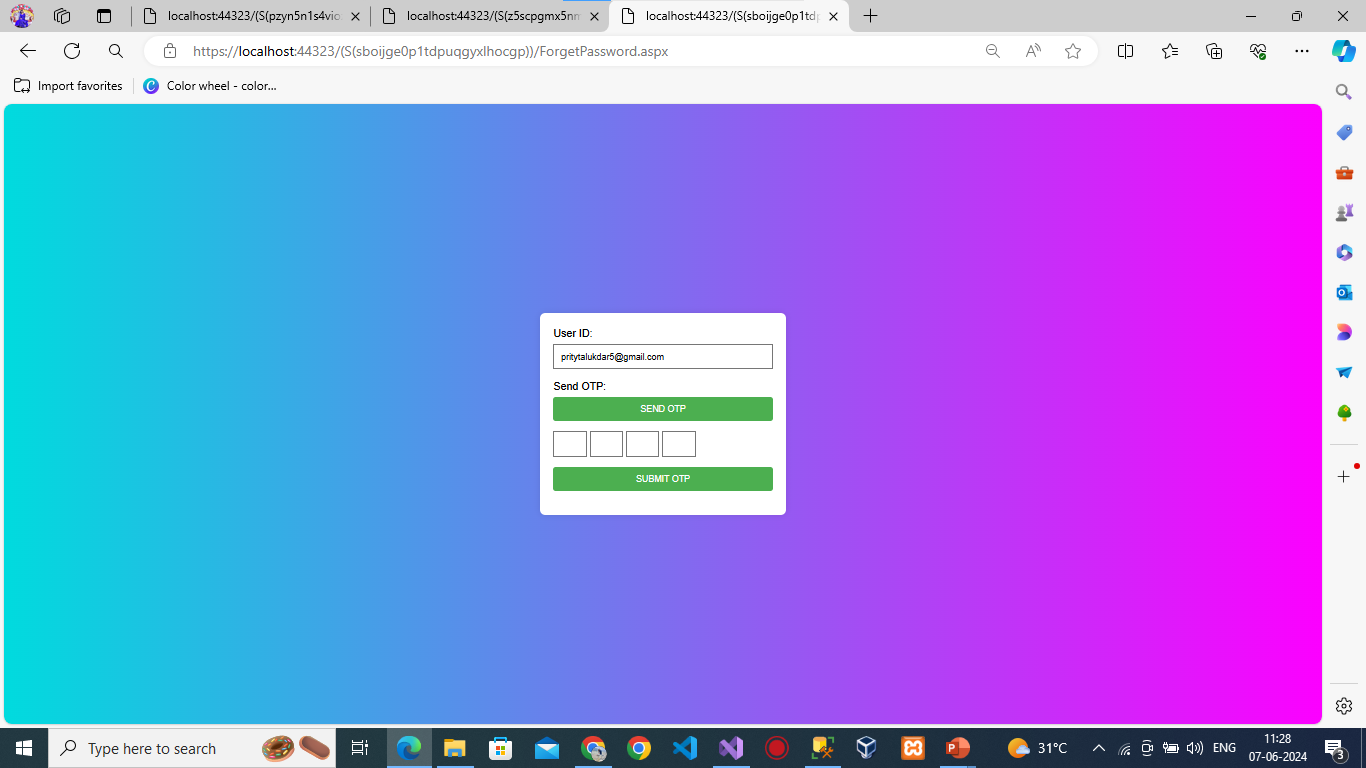 localhost:44323/(S(pzyn5n1s4vio
localhost:44323/(S(z5scpgmx5nm
localhost:44323/(S(sboijge0p1tdp
https://localhost:44323/(S(sboijge0p1tdpuqgyxlhocgp))/ForgetPassword.aspx
Import favorites
Color wheel - color...
User ID:
pritytalukdar5@gmail.com
Send OTP:
SEND OTP
SUBMIT OTP
Type here to search
31°C
ENG
11:28
07-06-2024
3